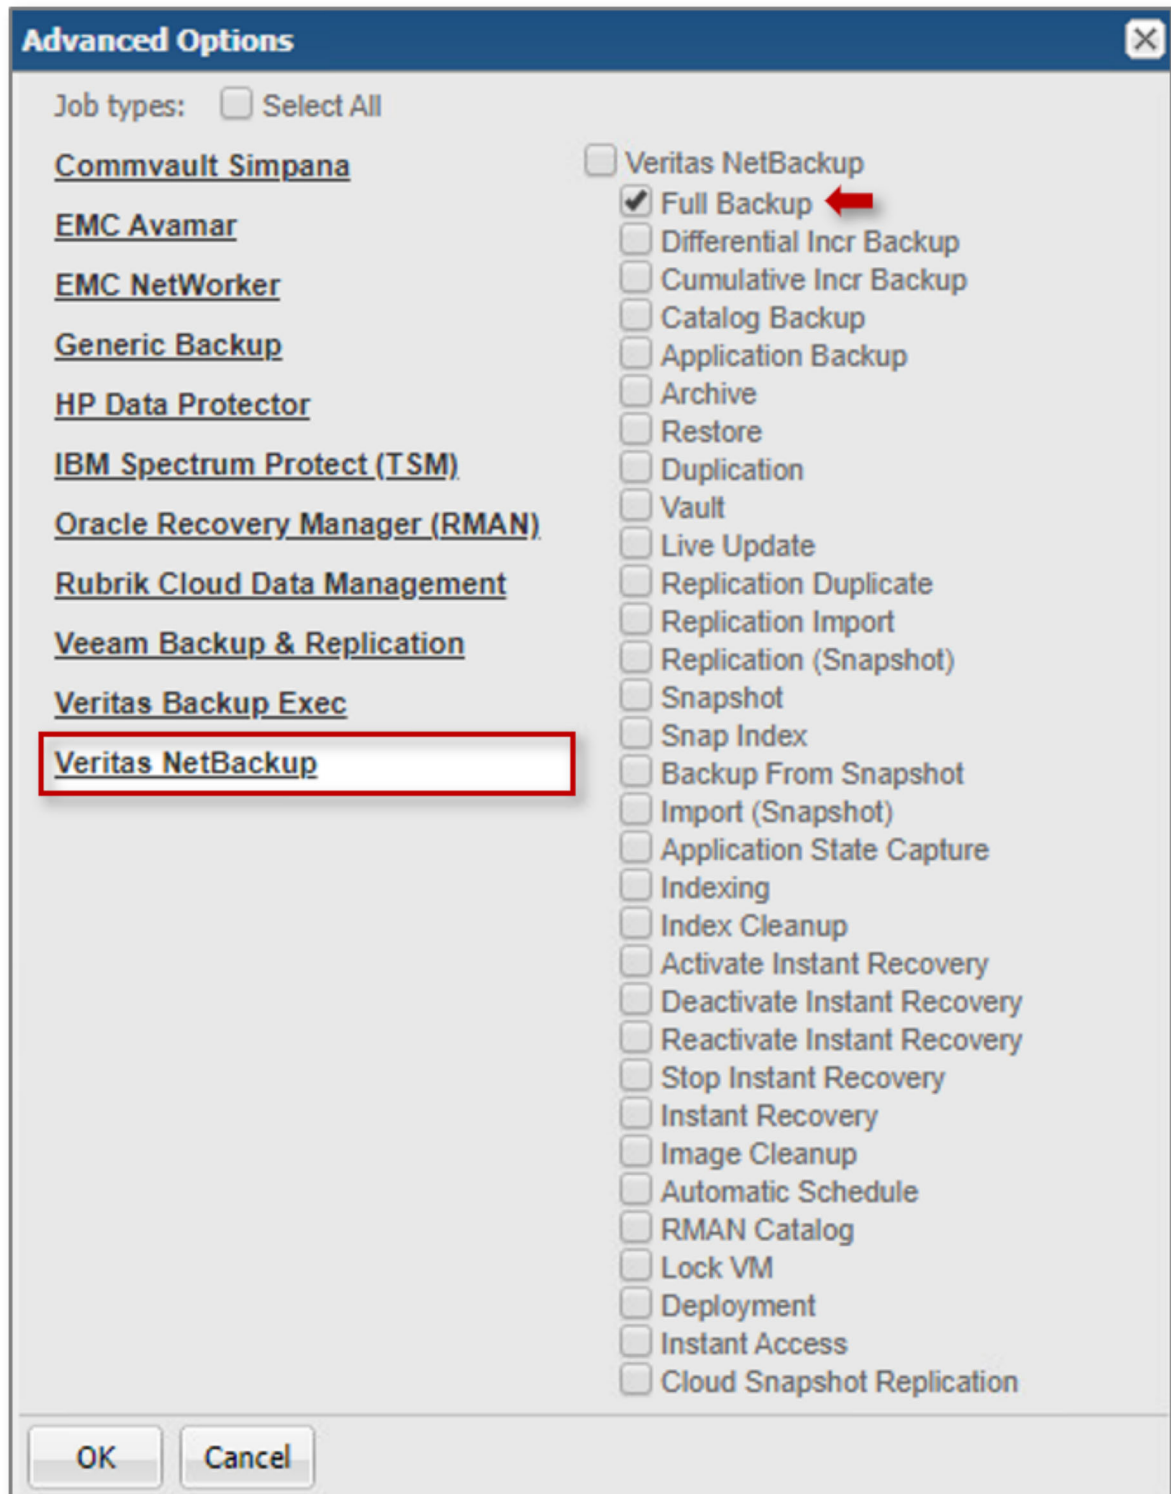 Advanced Options
Job types: Select All
Commvault Simpana
EMC Avamar
EMC NetWorker
Generic Backup
HP Data Protector
IBM Spectrum Protect (TSM)
Oracle Recovery Manager (RMAN)
Rubrik Cloud Data Management
Veeam Backup & Replication
Veritas Backup Exec
Veritas NetBackup
Veritas NetBackup
Full Backup
Differential Incr Backup
Cumulative Incr Backup
Catalog Backup
Application Backup
Archive
Restore
Duplication
Vault
Live Update
Replication Duplicate
Replication Import
Replication (Snapshot)
Snapshot
Snap Index
Backup From Snapshot
Import (Snapshot)
Application State Capture
Indexing
Index Cleanup
Activate Instant Recovery
Deactivate Instant Recovery
Reactivate Instant Recovery
Stop Instant Recovery
Instant Recovery
Image Cleanup
Automatic Schedule
RMAN Catalog
Lock VM
Deployment
Instant Access
Cloud Snapshot Replication
OK Cancel